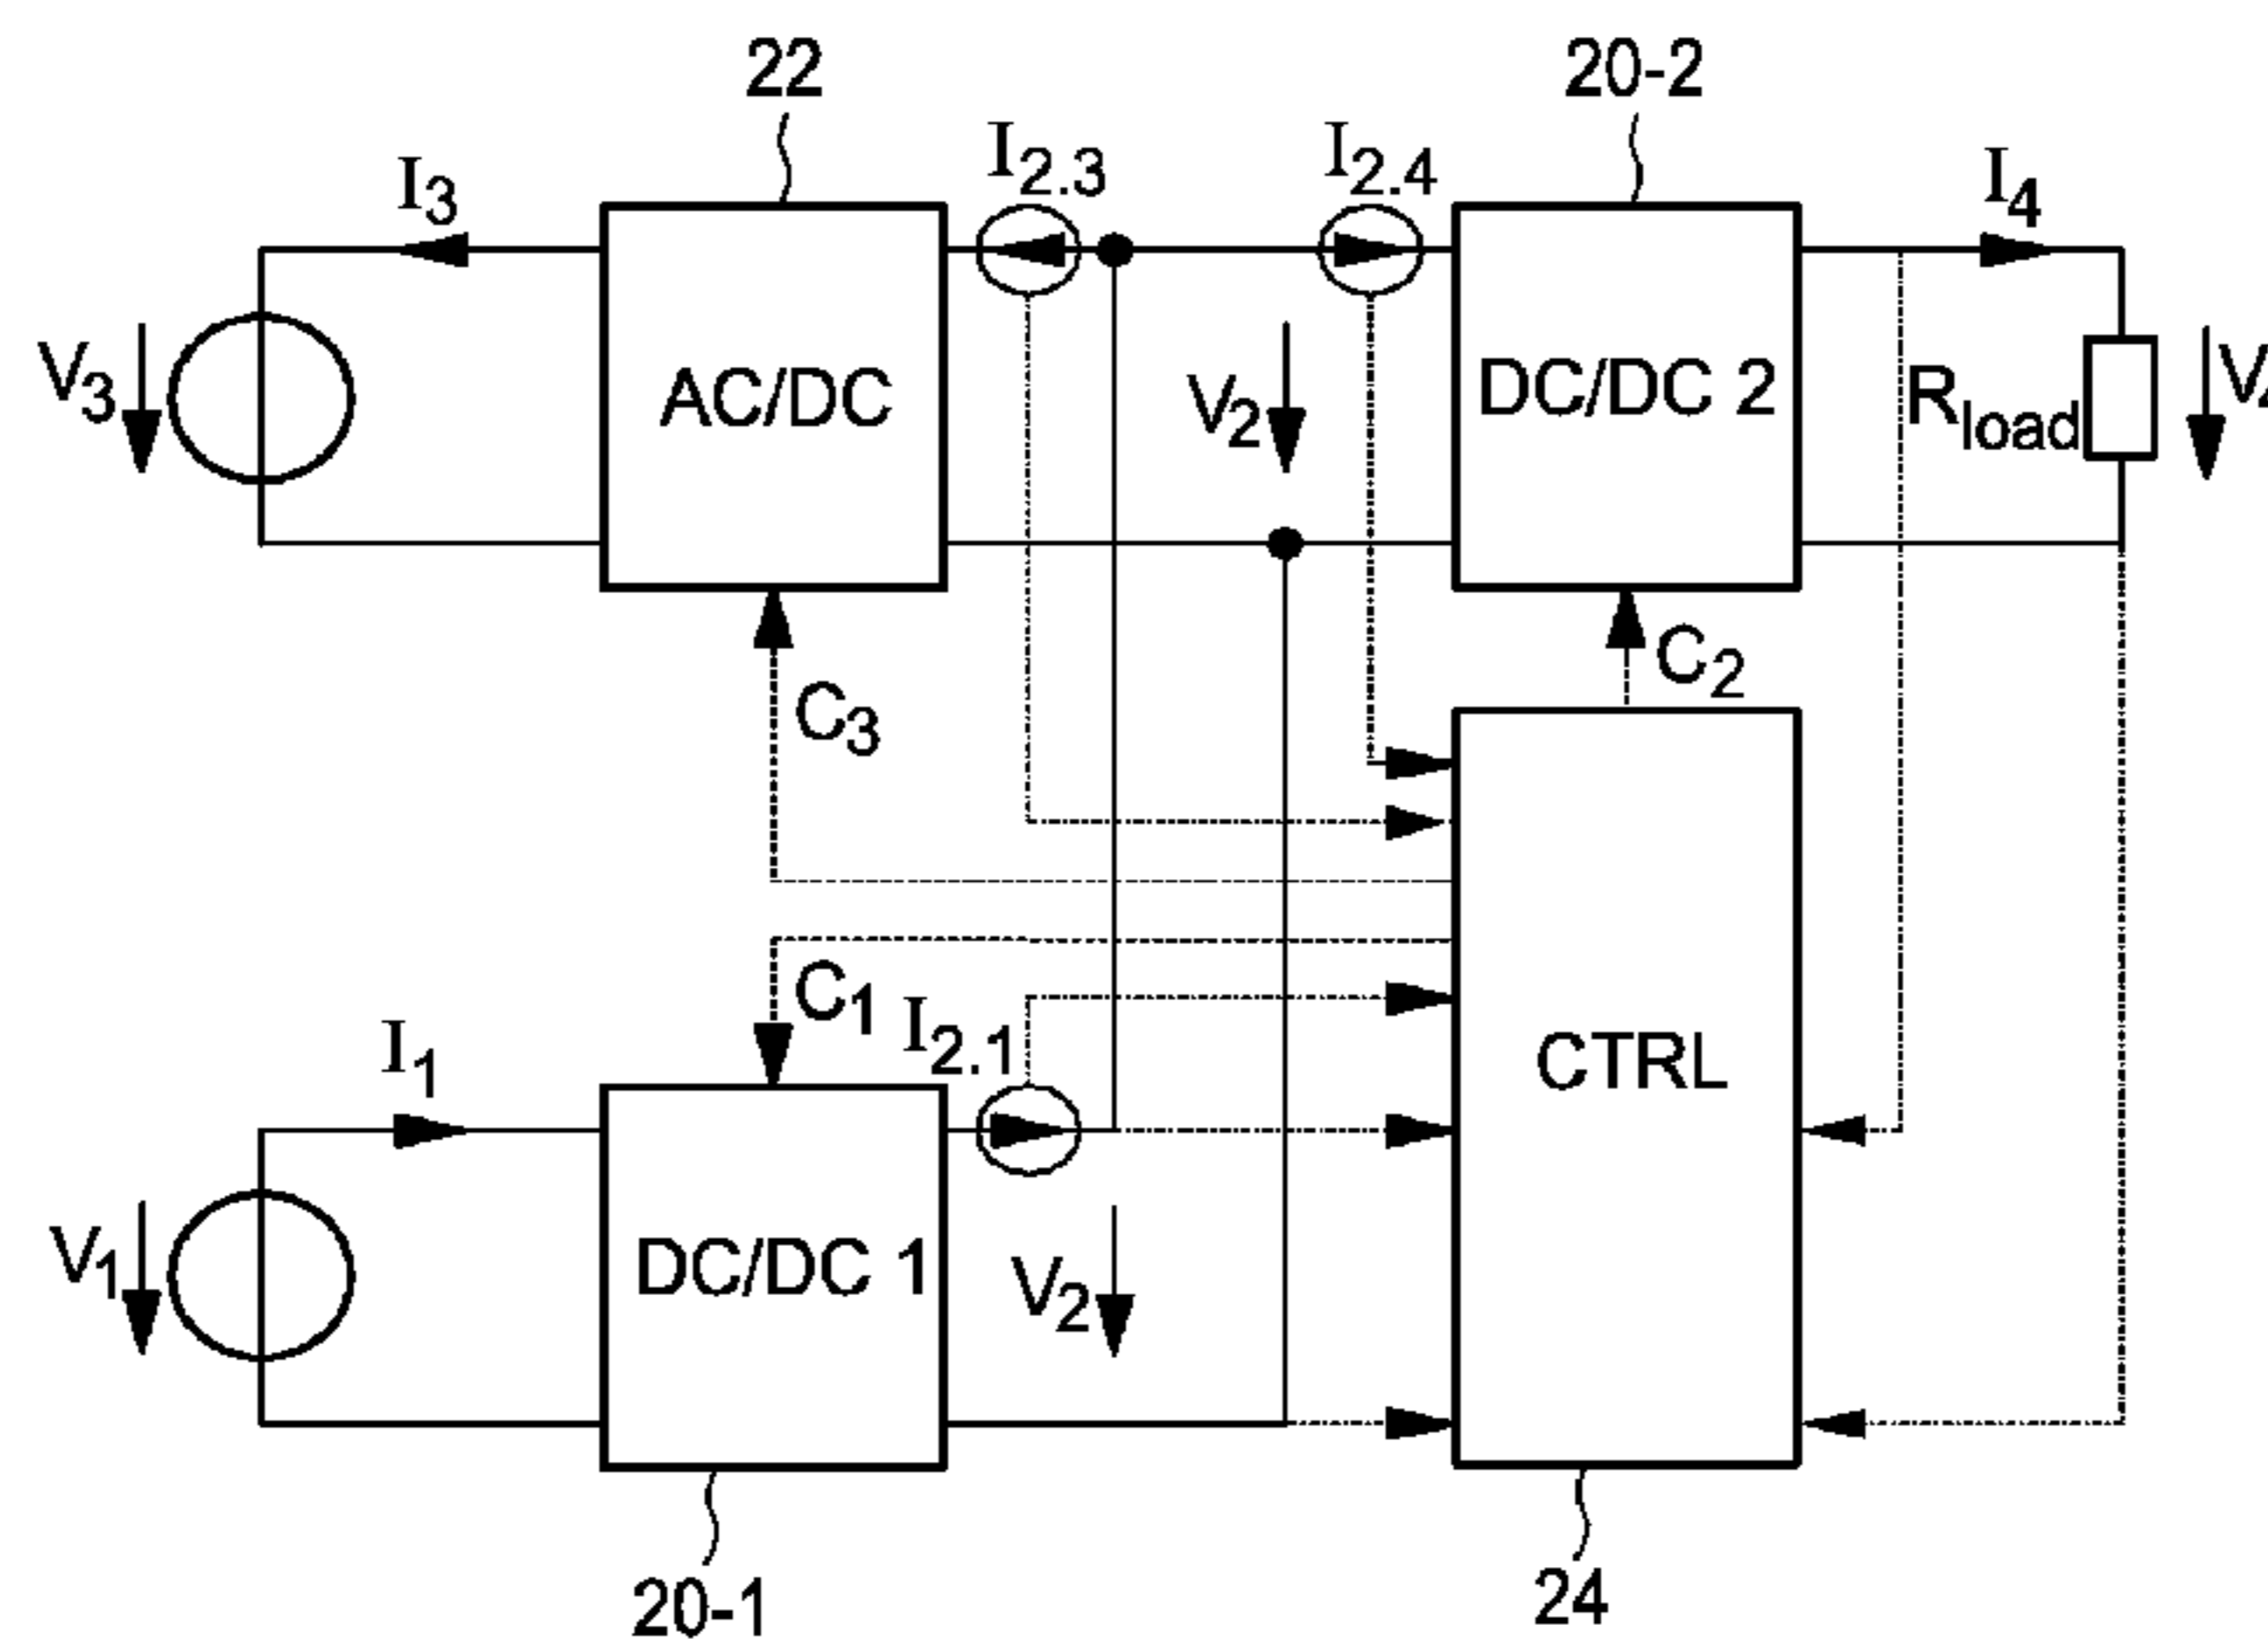 22
20-2
I3
I2.3
I2.4
I4
V3
AC/DC
V2
DC/DC 2
Rload
C3
C2
C1
I2.1
I1
CTRL
V1
DC/DC 1
V2
20-1
24